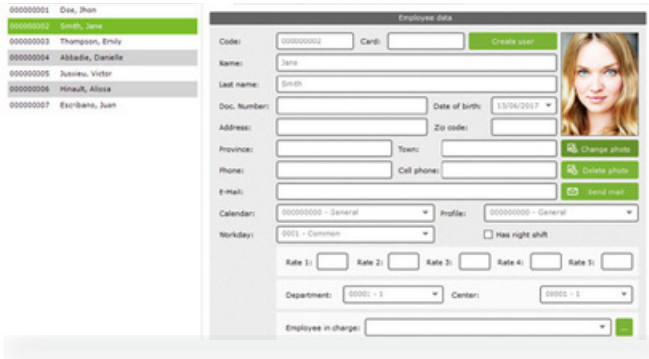 000000001 Doe, Jhon
000000002 Smith, Jane
000000003 Thompson, Emily
000000004 Abbadie, Danielle
000000005 Jussieu, Victor
000000006 Hinault, Alissa
000000007 Escribano, Juan
Employee data
Code: 000000002 Card: Create user
Name: Jane
Last name: Smith
Doc. Number: Date of birth: 13/06/2017
Address: Zip code:
Province: Town: Change photo
Phone: Cell phone: Delete photo
E-Mail: Send mail
Calendar: 000000000 - General Profile: 000000000 - General
Workday: 0001 - Common Has right shift
Rate 1: Rate 2: Rate 3: Rate 4: Rate 5:
Department: 00001 - 1 Center: 00001 - 1
Employee in charge: ...